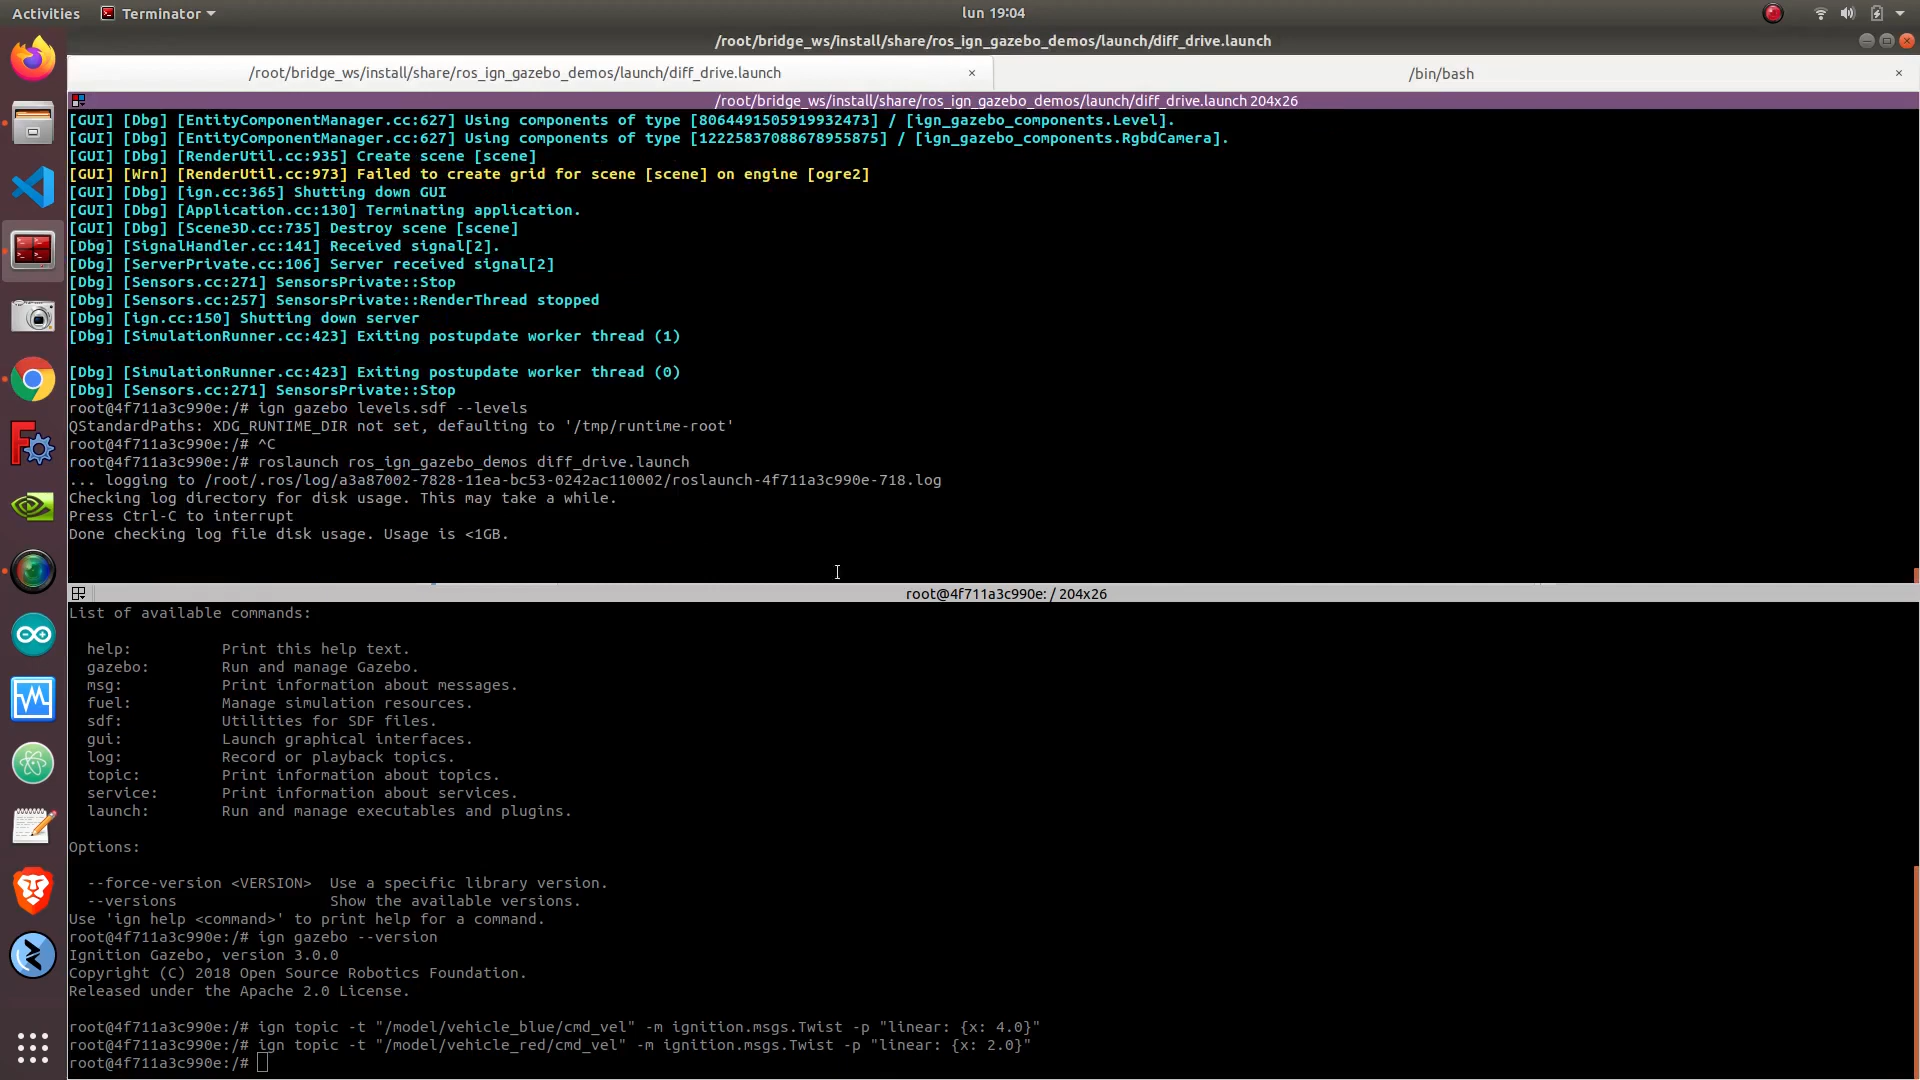 Activities Terminator lun 19:04
/root/bridge_ws/install/share/ros_ign_gazebo_demos/launch/diff_drive.launch
/root/bridge_ws/install/share/ros_ign_gazebo_demos/launch/diff_drive.launch × /bin/bash ×
/root/bridge_ws/install/share/ros_ign_gazebo_demos/launch/diff_drive.launch 204x26
[GUI] [Dbg] [EntityComponentManager.cc:627] Using components of type [8064491505919932473] / [ign_gazebo_components.Level].
[GUI] [Dbg] [EntityComponentManager.cc:627] Using components of type [12225837088678955875] / [ign_gazebo_components.RgbdCamera].
[GUI] [Dbg] [RenderUtil.cc:935] Create scene [scene]
[GUI] [Wrn] [RenderUtil.cc:973] Failed to create grid for scene [scene] on engine [ogre2]
[GUI] [Dbg] [ign.cc:365] Shutting down GUI
[GUI] [Dbg] [Application.cc:130] Terminating application.
[GUI] [Dbg] [Scene3D.cc:735] Destroy scene [scene]
[Dbg] [SignalHandler.cc:141] Received signal[2].
[Dbg] [ServerPrivate.cc:106] Server received signal[2]
[Dbg] [Sensors.cc:271] SensorsPrivate::Stop
[Dbg] [Sensors.cc:257] SensorsPrivate::RenderThread stopped
[Dbg] [ign.cc:150] Shutting down server
[Dbg] [SimulationRunner.cc:423] Exiting postupdate worker thread (1)
[Dbg] [SimulationRunner.cc:423] Exiting postupdate worker thread (0)
[Dbg] [Sensors.cc:271] SensorsPrivate::Stop
root@4f711a3c990e:/# ign gazebo levels.sdf --levels
QStandardPaths: XDG_RUNTIME_DIR not set, defaulting to '/tmp/runtime-root'
root@4f711a3c990e:/# ^C
root@4f711a3c990e:/# roslaunch ros_ign_gazebo_demos diff_drive.launch
... logging to /root/.ros/log/a3a87002-7828-11ea-bc53-0242ac110002/roslaunch-4f711a3c990e-718.log
Checking log directory for disk usage. This may take a while.
Press Ctrl-C to interrupt
Done checking log file disk usage. Usage is <1GB.
root@4f711a3c990e: / 204x26
List of available commands:
help: Print this help text.
gazebo: Run and manage Gazebo.
msg: Print information about messages.
fuel: Manage simulation resources.
sdf: Utilities for SDF files.
gui: Launch graphical interfaces.
log: Record or playback topics.
topic: Print information about topics.
service: Print information about services.
launch: Run and manage executables and plugins.
Options:
--force-version <VERSION> Use a specific library version.
--versions Show the available versions.
Use 'ign help <command>' to print help for a command.
root@4f711a3c990e:/# ign gazebo --version
Ignition Gazebo, version 3.0.0
Copyright (C) 2018 Open Source Robotics Foundation.
Released under the Apache 2.0 License.
root@4f711a3c990e:/# ign topic -t "/model/vehicle_blue/cmd_vel" -m ignition.msgs.Twist -p "linear: {x: 4.0}"
root@4f711a3c990e:/# ign topic -t "/model/vehicle_red/cmd_vel" -m ignition.msgs.Twist -p "linear: {x: 2.0}"
root@4f711a3c990e:/#